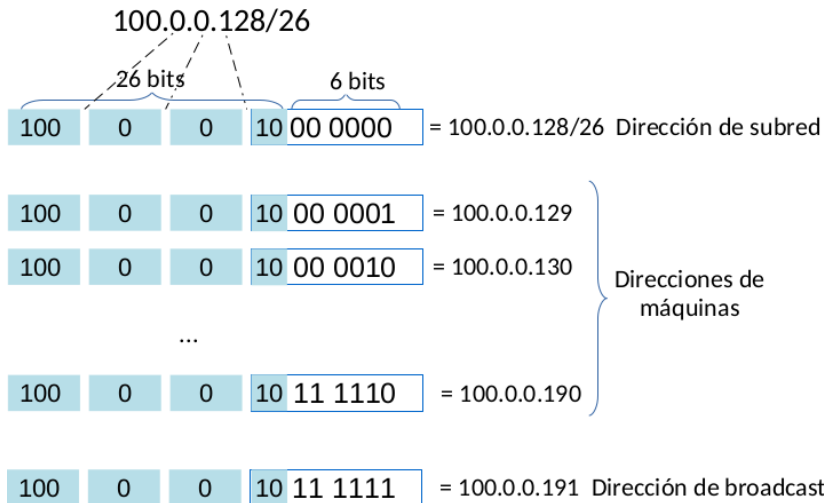 100.0.0.128/26
26 bits 6 bits
100 0 0 10 00 0000 = 100.0.0.128/26 Dirección de subred
100 0 0 10 00 0001 = 100.0.0.129
100 0 0 10 00 0010 = 100.0.0.130
Direcciones de
máquinas
...
100 0 0 10 11 1110 = 100.0.0.190
100 0 0 10 11 1111 = 100.0.0.191 Dirección de broadcast